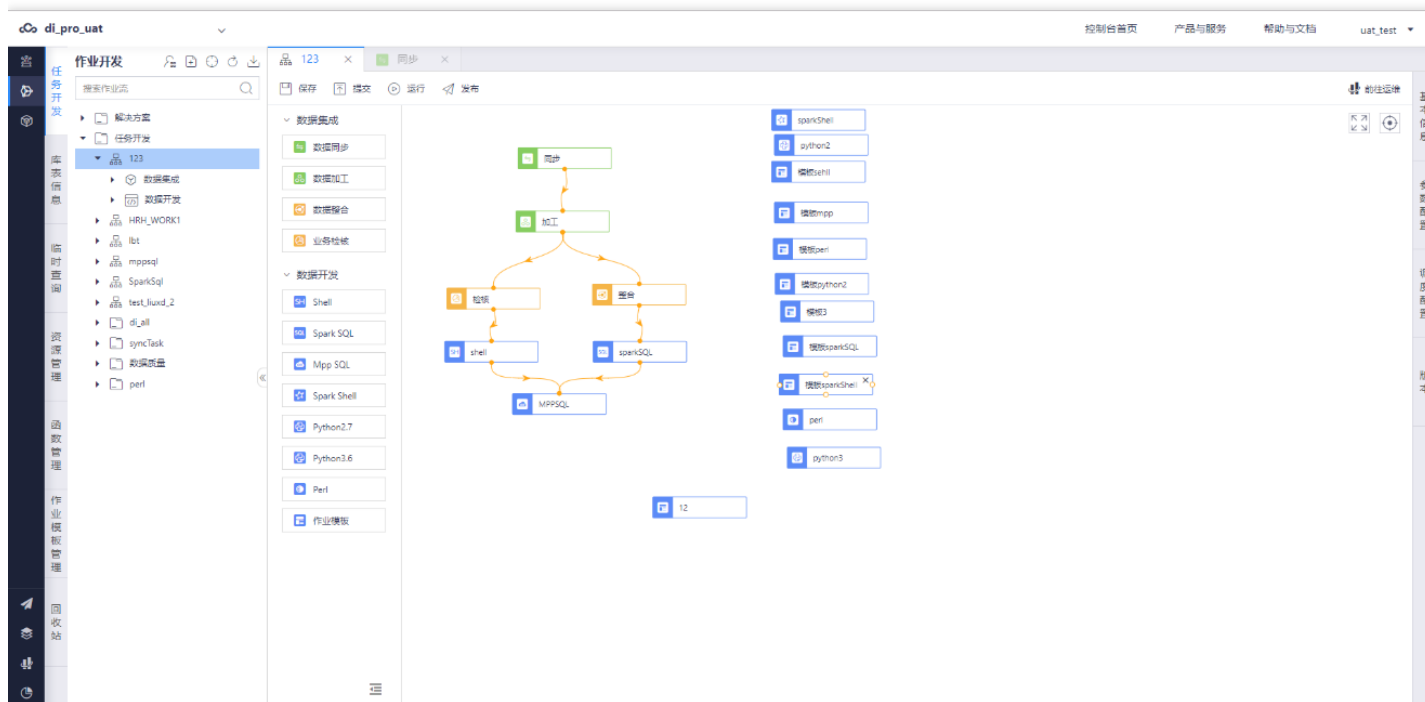 di_pro_uat
控制台首页
产品与服务
帮助与文档
uat_test
任务开发
库表信息
临时查询
资源管理
函数管理
作业模板管理
回收站
作业开发
搜索作业流
解决方案
任务开发
123
数据集成
数据开发
HRH_WORK1
lbt
mppsql
SparkSql
test_liuxd_2
di_all
syncTask
数据质量
perl
123
同步
保存
提交
运行
发布
前往运维
数据集成
数据同步
数据加工
数据整合
业务检核
数据开发
SH Shell
SQL Spark SQL
Mpp SQL
Spark Shell
Python2.7
Python3.6
Perl
作业模板
同步
加工
检核
整合
SH shell
SQL sparkSQL
MPPSQL
12
sparkShell
python2
模板sehll
模板mpp
模板perl
模板python2
模板3
模板sparkSQL
模板sparkShell
perl
python3